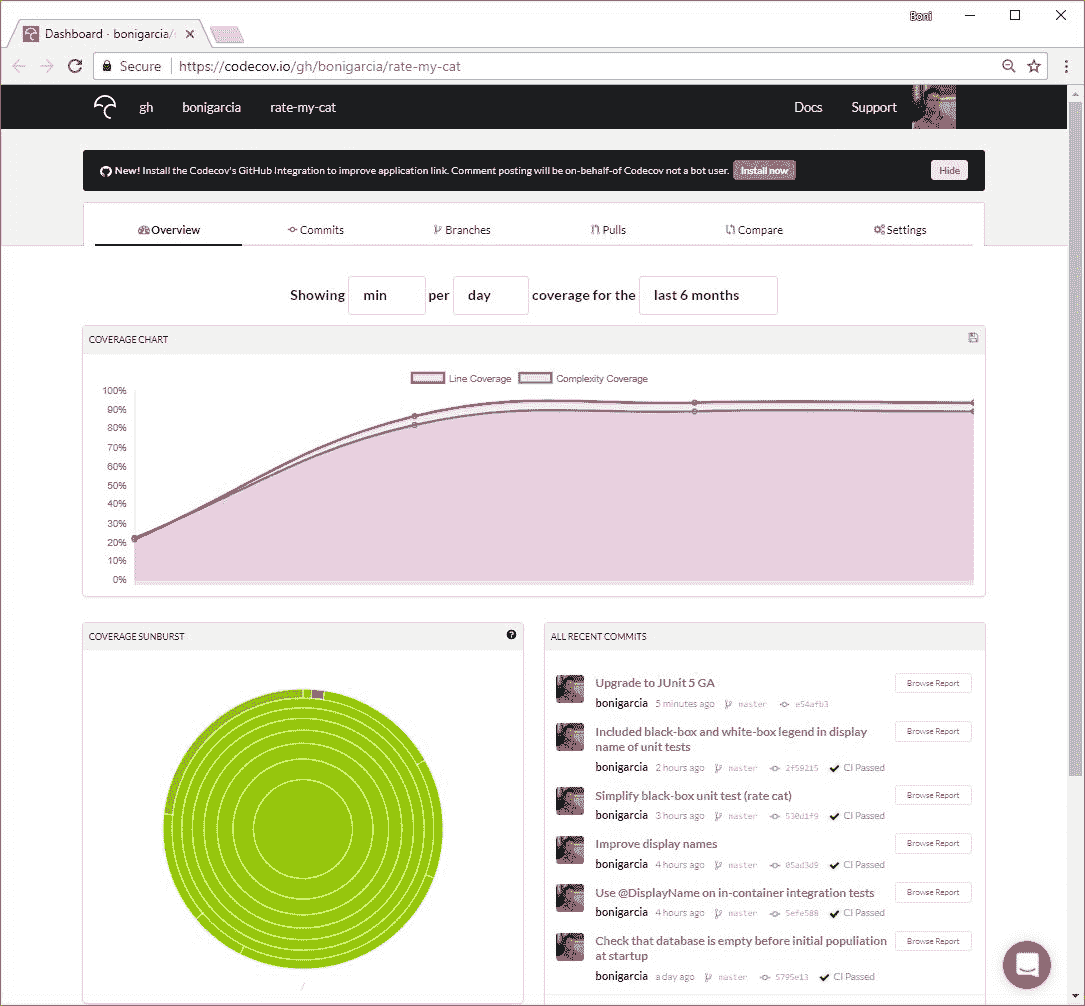 Boni
Dashboard · bonigarcia/
Secure
https://codecov.io/gh/bonigarcia/rate-my-cat
gh bonigarcia rate-my-cat Docs Support
New! Install the Codecov's GitHub Integration to improve application link. Comment posting will be on-behalf-of Codecov not a bot user. Install now Hide
Overview Commits Branches Pulls Compare Settings
Showing min per day coverage for the last 6 months
COVERAGE CHART
Line Coverage Complexity Coverage
100%
90%
80%
70%
60%
50%
40%
30%
20%
10%
0%
COVERAGE SUNBURST
/
ALL RECENT COMMITS
Upgrade to JUnit 5 GA Browse Report
bonigarcia 5 minutes ago master e54afb3
Included black-box and white-box legend in display Browse Report
name of unit tests
bonigarcia 2 hours ago master 2f59215 CI Passed
Simplify black-box unit test (rate cat) Browse Report
bonigarcia 3 hours ago master 530d1f9 CI Passed
Improve display names Browse Report
bonigarcia 4 hours ago master 05ad3d9 CI Passed
Use @DisplayName on in-container integration tests Browse Report
bonigarcia 4 hours ago master 5efe588 CI Passed
Check that database is empty before initial populiation Browse Report
at startup
bonigarcia a day ago master 5795e13 CI Passed